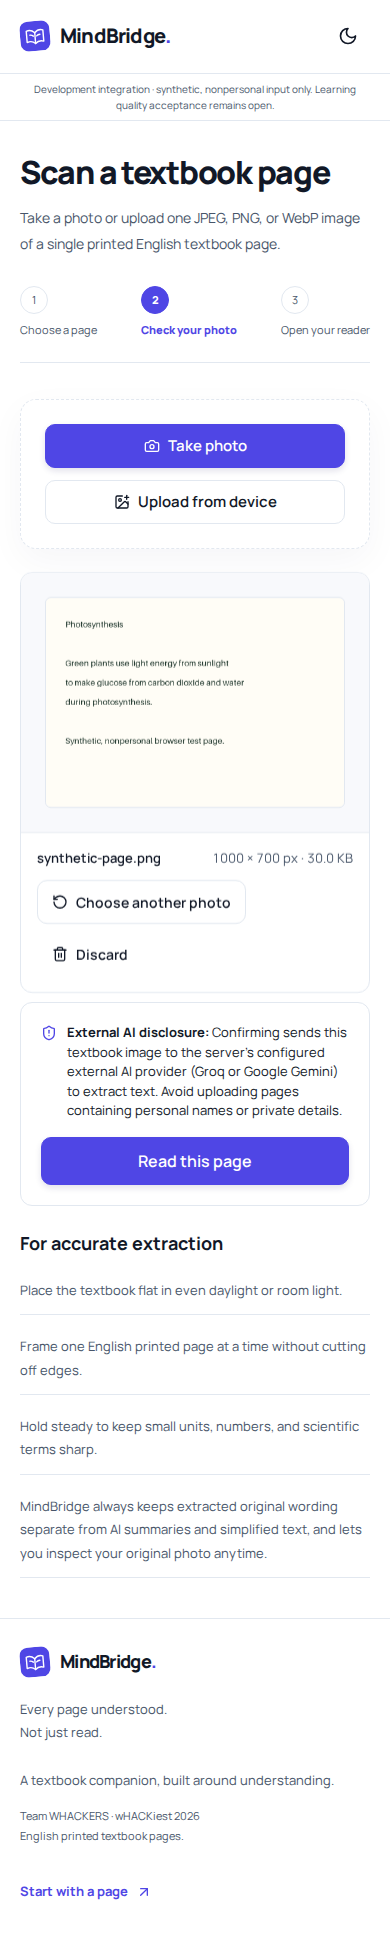 MindBridge.
Development integration · synthetic, nonpersonal input only. Learning
quality acceptance remains open.
Scan a textbook page
Take a photo or upload one JPEG, PNG, or WebP image
of a single printed English textbook page.
1
Choose a page
2
Check your photo
3
Open your reader
Take photo
Upload from device
Photosynthesis
Green plants use light energy from sunlight
to make glucose from carbon dioxide and water
during photosynthesis.
Synthetic, nonpersonal browser test page.
synthetic-page.png
1000 × 700 px · 30.0 KB
Choose another photo
Discard
External AI disclosure: Confirming sends this
textbook image to the server's configured
external AI provider (Groq or Google Gemini)
to extract text. Avoid uploading pages
containing personal names or private details.
Read this page
For accurate extraction
Place the textbook flat in even daylight or room light.
Frame one English printed page at a time without cutting
off edges.
Hold steady to keep small units, numbers, and scientific
terms sharp.
MindBridge always keeps extracted original wording
separate from AI summaries and simplified text, and lets
you inspect your original photo anytime.
MindBridge.
Every page understood.
Not just read.
A textbook companion, built around understanding.
Team WHACKERS · wHACKiest 2026
English printed textbook pages.
Start with a page